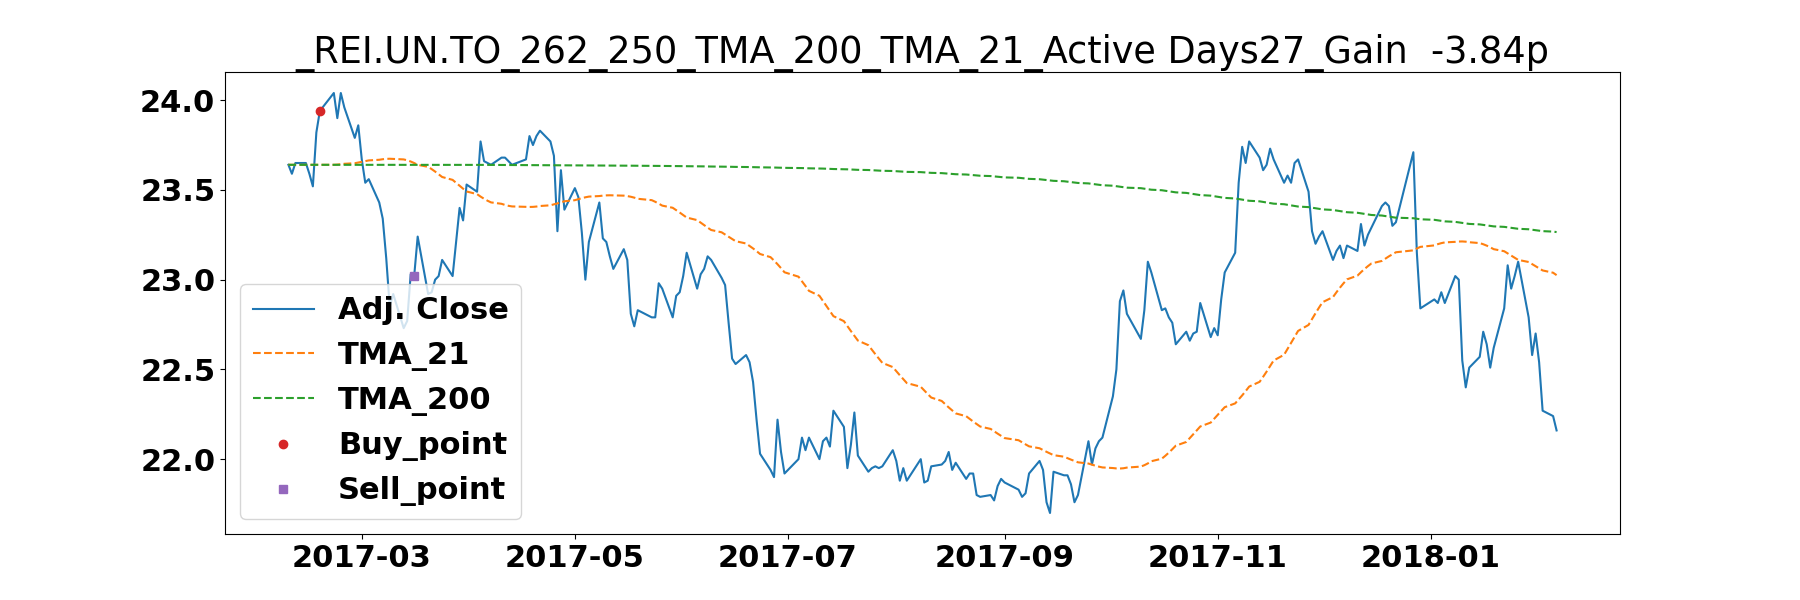 _REI.UN.TO_262_250_TMA_200_TMA_21_Active Days27_Gain  -3.84p
24.0
23.5
23.0
22.5
22.0
Adj. Close
TMA_21
TMA_200
Buy_point
Sell_point
2017-03 2017-05 2017-07 2017-09 2017-11 2018-01